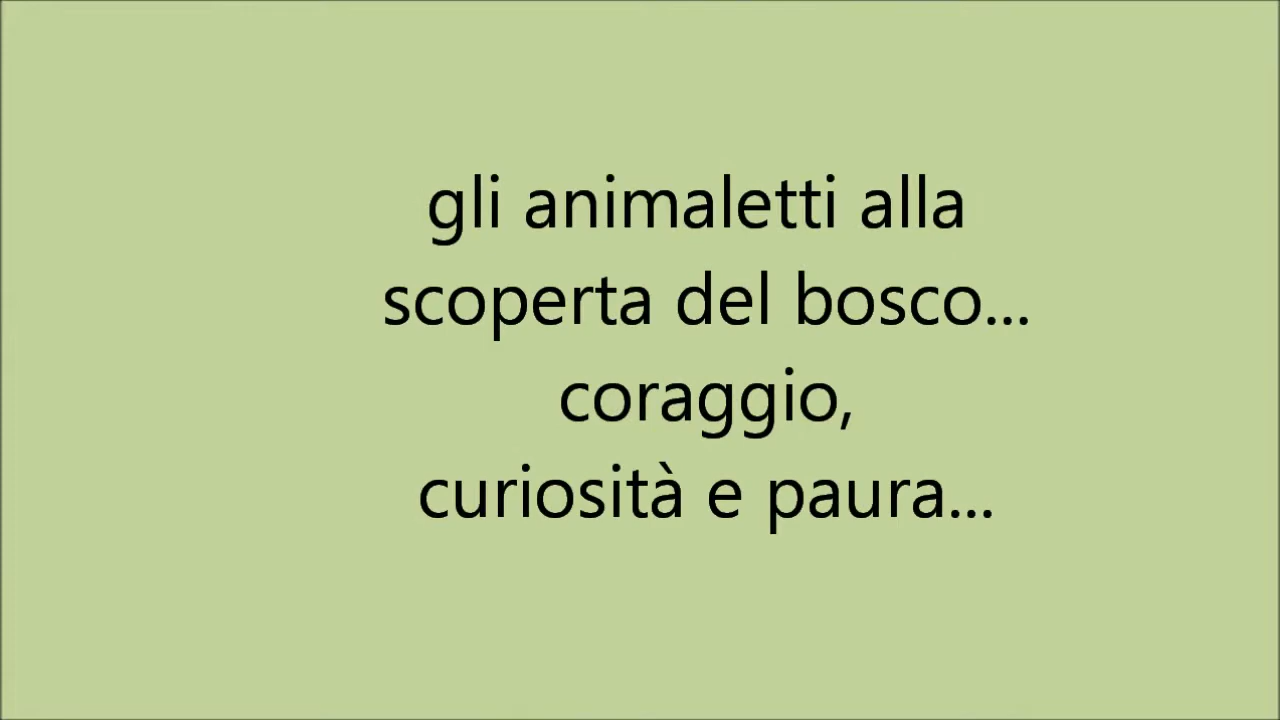 gli animaletti alla
scoperta del bosco...
coraggio,
curiosità e paura...